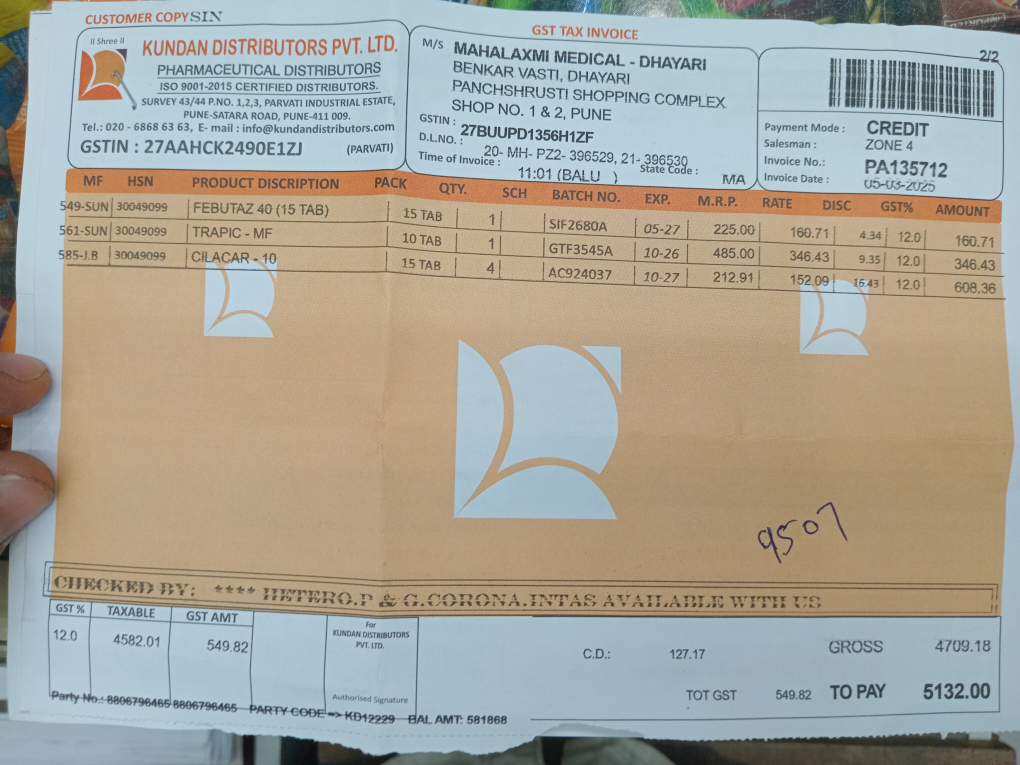 CUSTOMER COPY SIN
GST TAX INVOICE
2/2
II Shree II
KUNDAN DISTRIBUTORS PVT. LTD.
PHARMACEUTICAL DISTRIBUTORS
ISO 9001-2015 CERTIFIED DISTRIBUTORS.
SURVEY 43/44 P.NO. 1,2,3, PARVATI INDUSTRIAL ESTATE,
PUNE-SATARA ROAD, PUNE-411 009.
Tel.: 020 - 6868 63 63, E- mail : info@kundandistributors.com
GSTIN : 27AAHCK2490E1ZJ (PARVATI)
M/S MAHALAXMI MEDICAL - DHAYARI
BENKAR VASTI, DHAYARI
PANCHSHRUSTI SHOPPING COMPLEX
SHOP NO. 1 & 2, PUNE
GSTIN : 27BUUPD1356H1ZF
D.L.NO. : 20- MH- PZ2- 396529, 21- 396530
Time of Invoice : 11:01 (BALU ) State Code : MA
Payment Mode : CREDIT
Salesman : ZONE 4
Invoice No.: PA135712
Invoice Date : 05-03-2025
MF HSN PRODUCT DISCRIPTION PACK QTY. SCH BATCH NO. EXP. M.R.P. RATE DISC GST% AMOUNT
549-SUN 30049099 FEBUTAZ 40 (15 TAB) 15 TAB 1 SIF2680A 05-27 225.00 160.71 4.34 12.0 160.71
561-SUN 30049099 TRAPIC - MF 10 TAB 1 GTF3545A 10-26 485.00 346.43 9.35 12.0 346.43
585-J.B 30049099 CILACAR - 10 15 TAB 4 AC924037 10-27 212.91 152.09 16.43 12.0 608.36
9507
CHECKED BY: **** HETERO.P & G.CORONA.INTAS AVAILABLE WITH US
GST % TAXABLE GST AMT
12.0 4582.01 549.82
For
KUNDAN DISTRIBUTORS
PVT. LTD.
Authorised Signature
C.D.: 127.17 GROSS 4709.18
TOT GST 549.82 TO PAY 5132.00
Party No.: 8806796465 8806796465 PARTY CODE => KD12229 BAL AMT: 581868